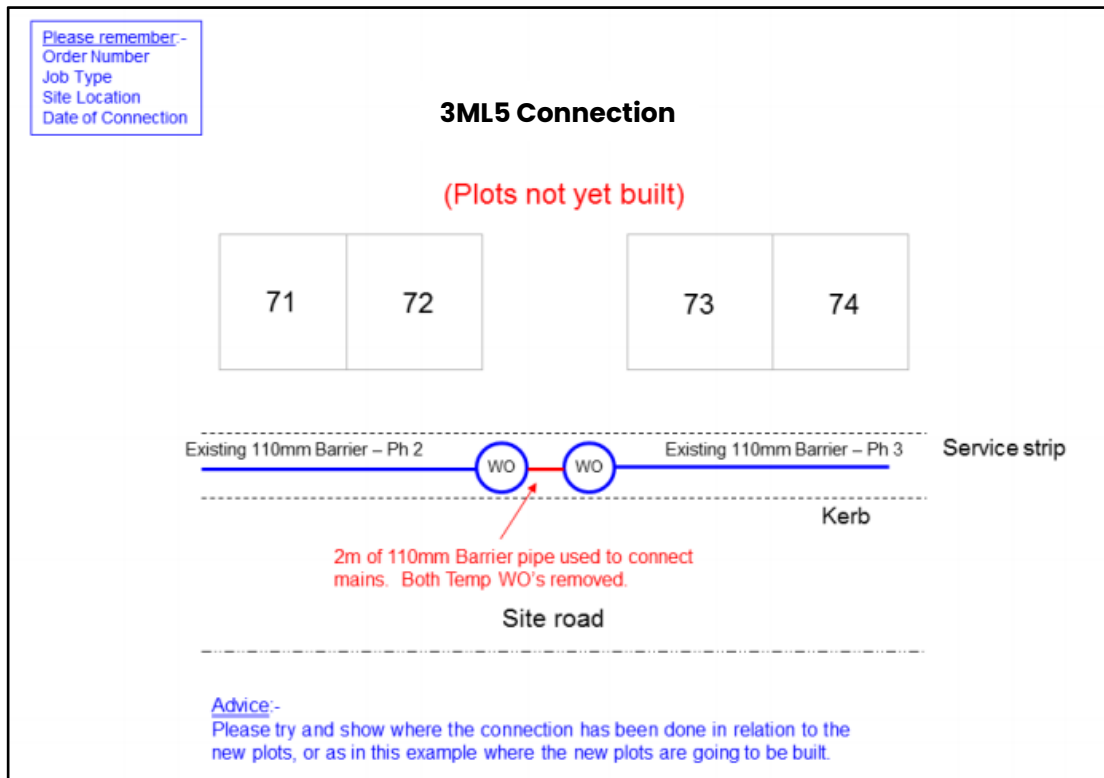 Please remember:-
Order Number
Job Type
Site Location
Date of Connection
3ML5 Connection
(Plots not yet built)
71
72
73
74
Existing 110mm Barrier – Ph 2
WO
WO
Existing 110mm Barrier – Ph 3
Service strip
Kerb
2m of 110mm Barrier pipe used to connect
mains.  Both Temp WO's removed.
Site road
Advice:-
Please try and show where the connection has been done in relation to the
new plots, or as in this example where the new plots are going to be built.